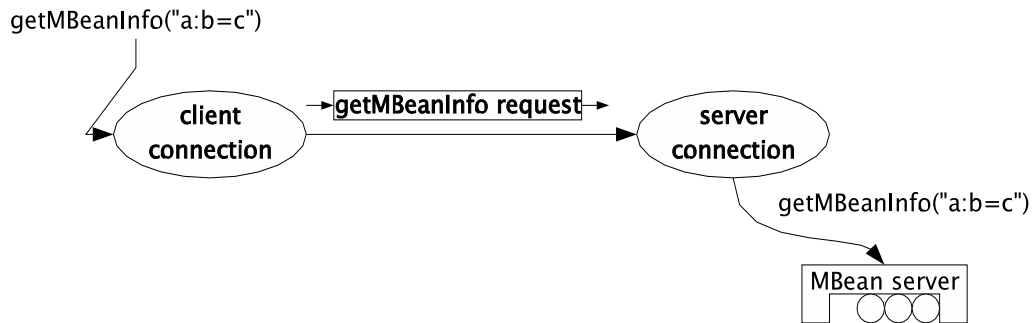 getMBeanInfo("a:b=c")
getMBeanInfo request
client
connection
server
connection
getMBeanInfo("a:b=c")
MBean server